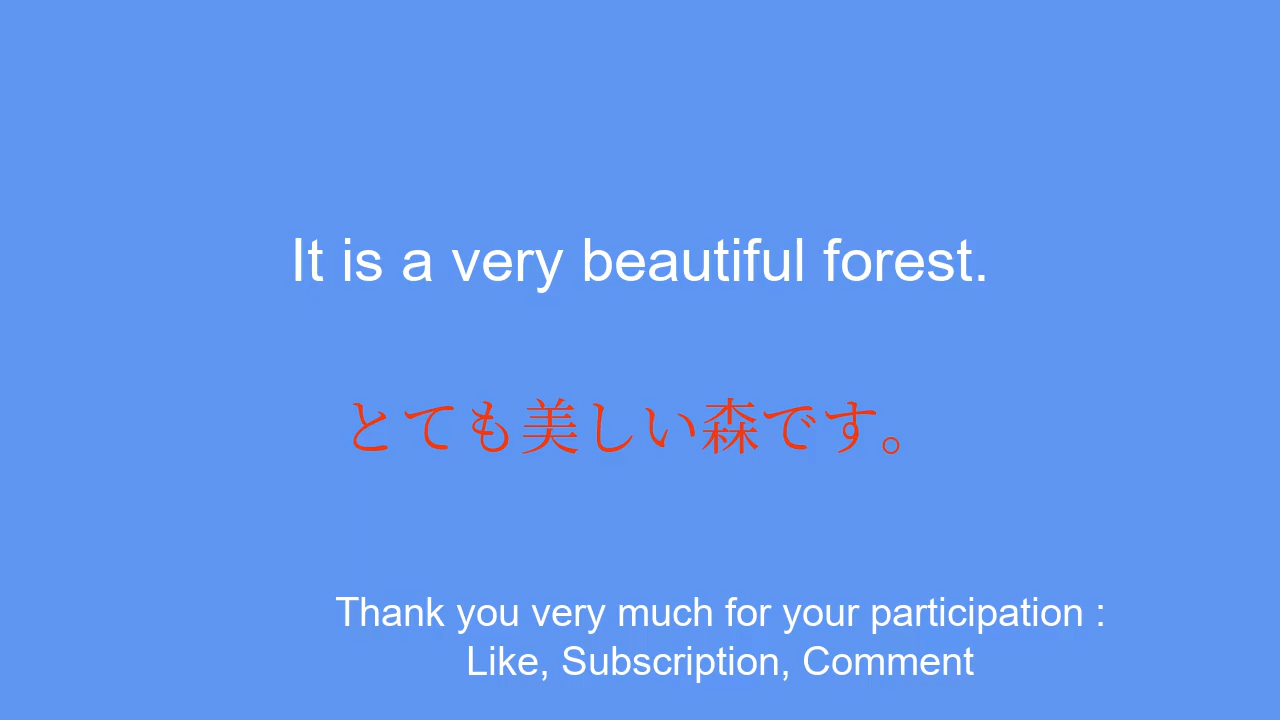 It is a very beautiful forest.
とても美しい森です。
Thank you very much for your participation :
Like, Subscription, Comment